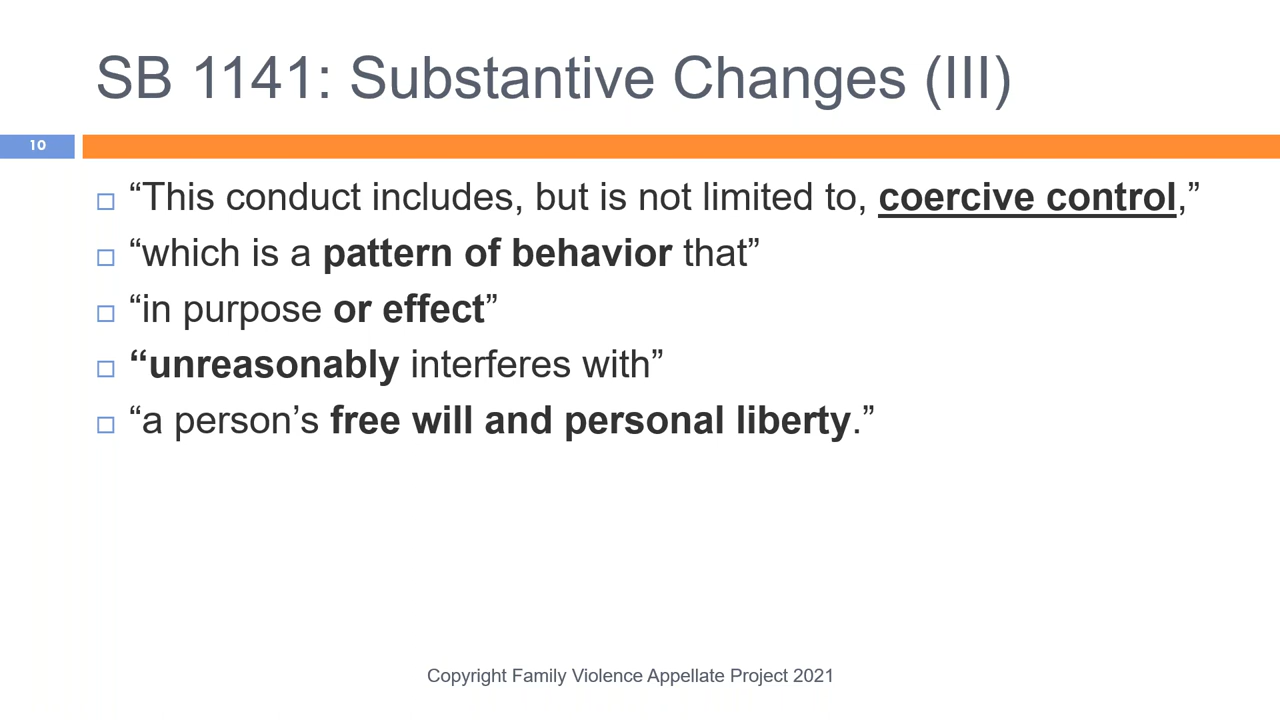 SB 1141: Substantive Changes (III)
10
“This conduct includes, but is not limited to, coercive control,”
“which is a pattern of behavior that”
“in purpose or effect”
“unreasonably interferes with”
“a person’s free will and personal liberty.”
Copyright Family Violence Appellate Project 2021